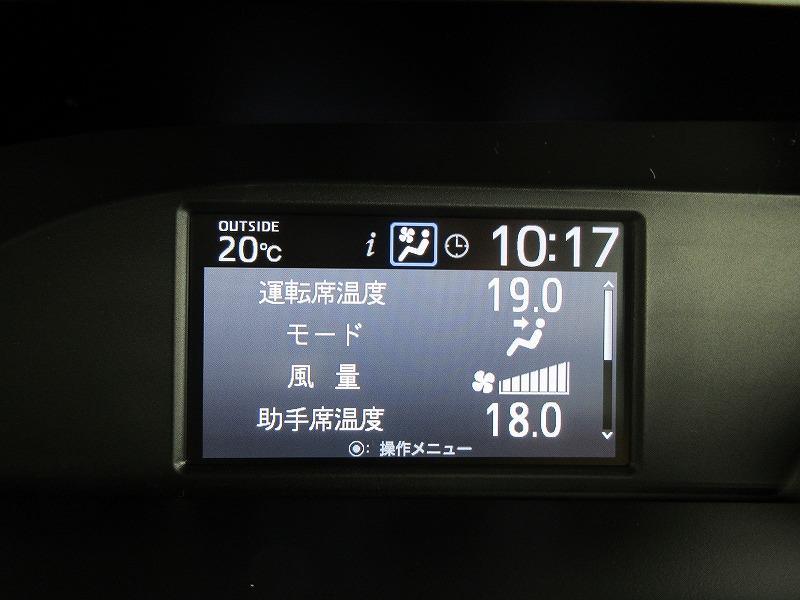 OUTSIDE
20℃ i 10:17
運転席温度 19.0
モード
風 量
助手席温度 18.0
◉: 操作メニュー